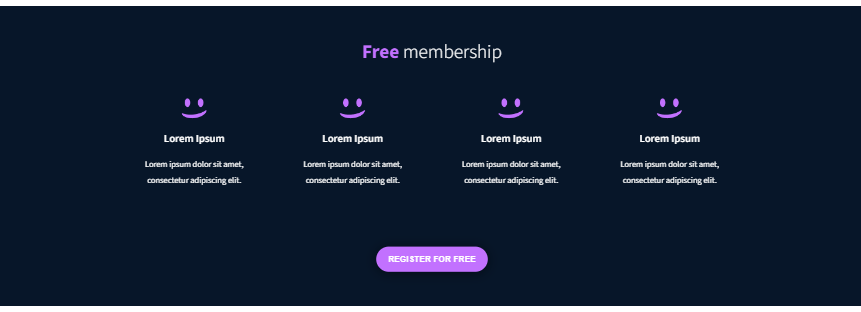 Free membership
Lorem Ipsum
Lorem ipsum dolor sit amet,
consectetur adipiscing elit.
Lorem Ipsum
Lorem ipsum dolor sit amet,
consectetur adipiscing elit.
Lorem Ipsum
Lorem ipsum dolor sit amet,
consectetur adipiscing elit.
Lorem Ipsum
Lorem ipsum dolor sit amet,
consectetur adipiscing elit.
REGISTER FOR FREE